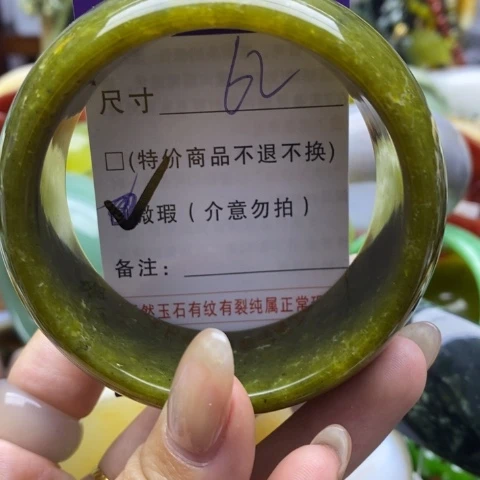 尺寸 62
□(特价商品不退不换)
微瑕(介意勿拍)
备注:
然玉石有纹有裂纯属正常